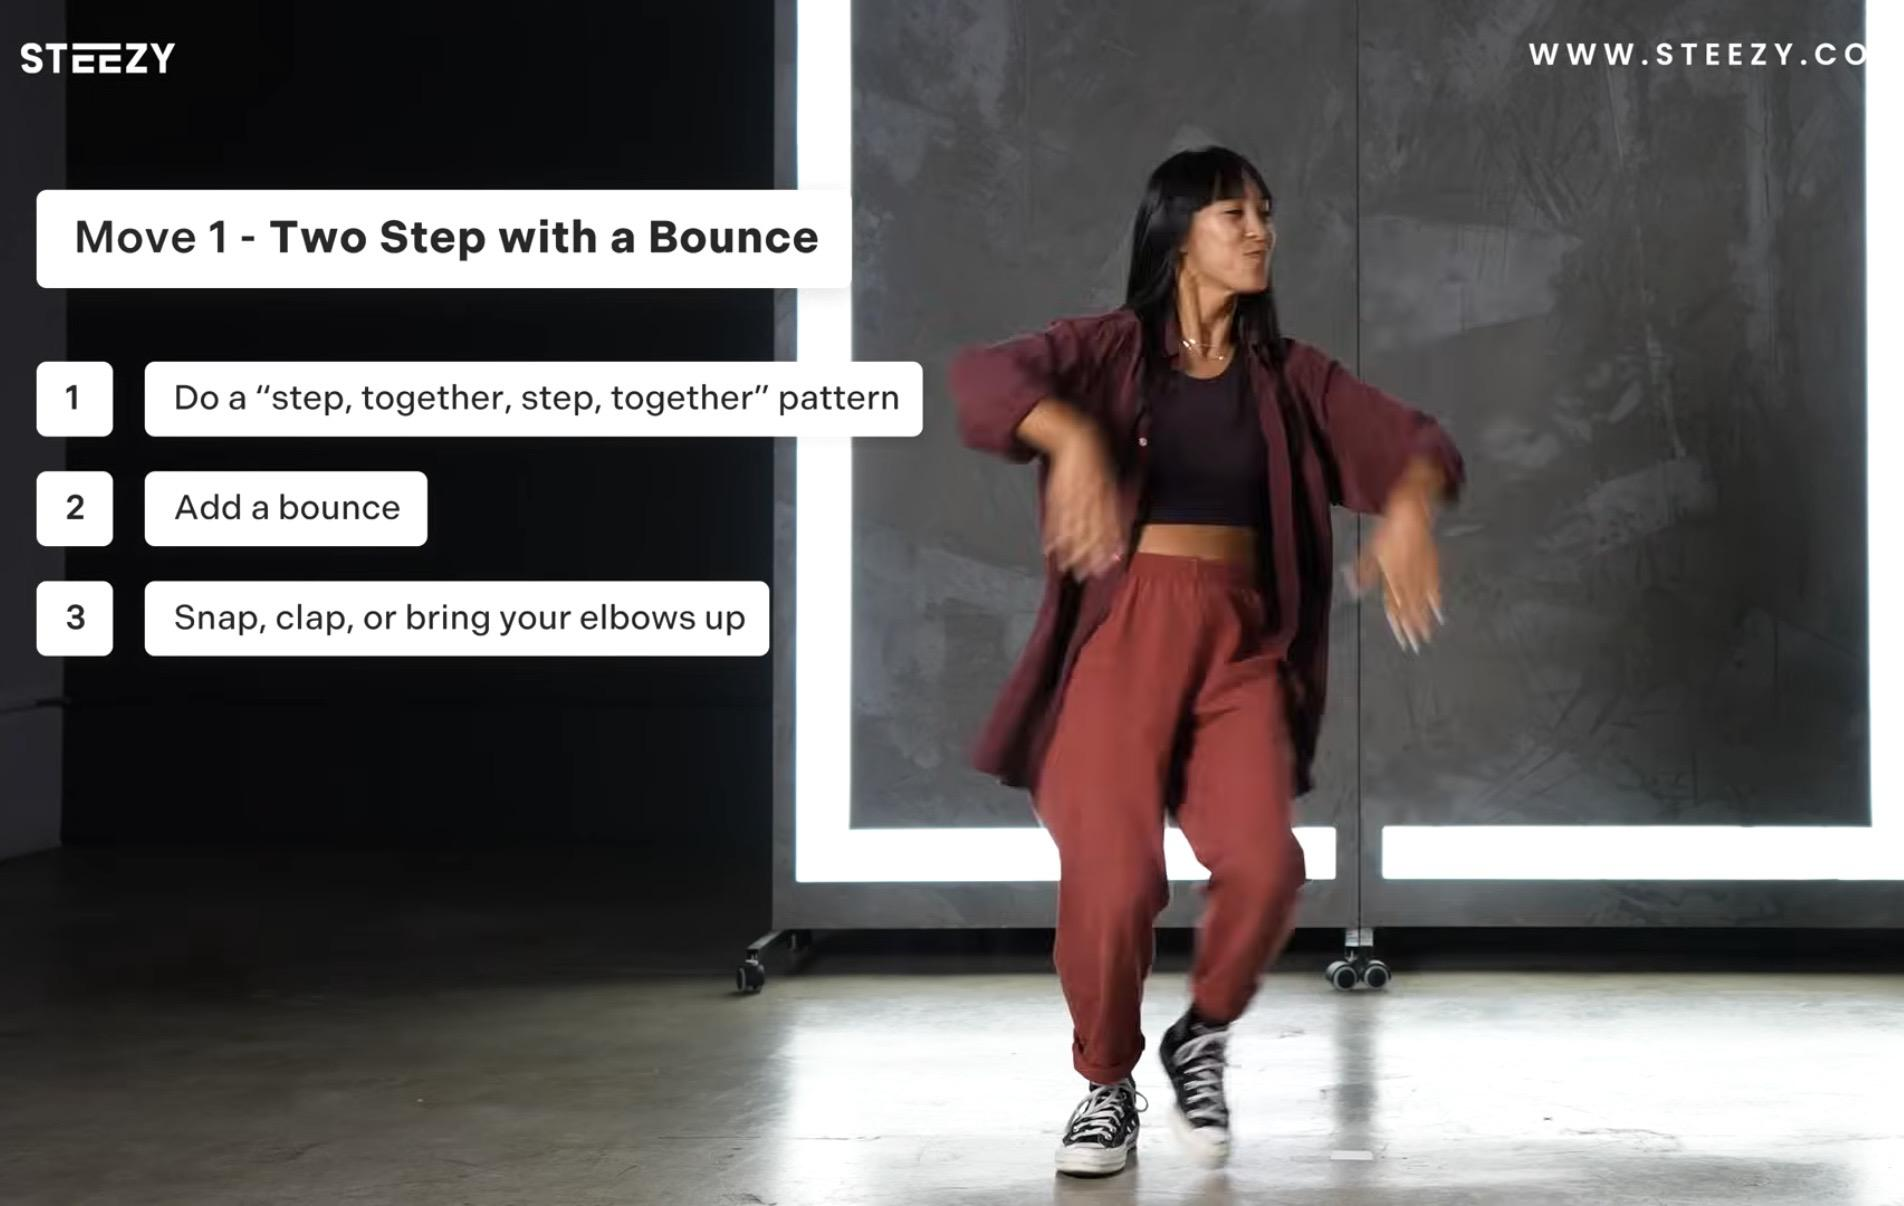 STEEZY
WWW.STEEZY.CO
Move 1 - Two Step with a Bounce
1 Do a “step, together, step, together” pattern
2 Add a bounce
3 Snap, clap, or bring your elbows up